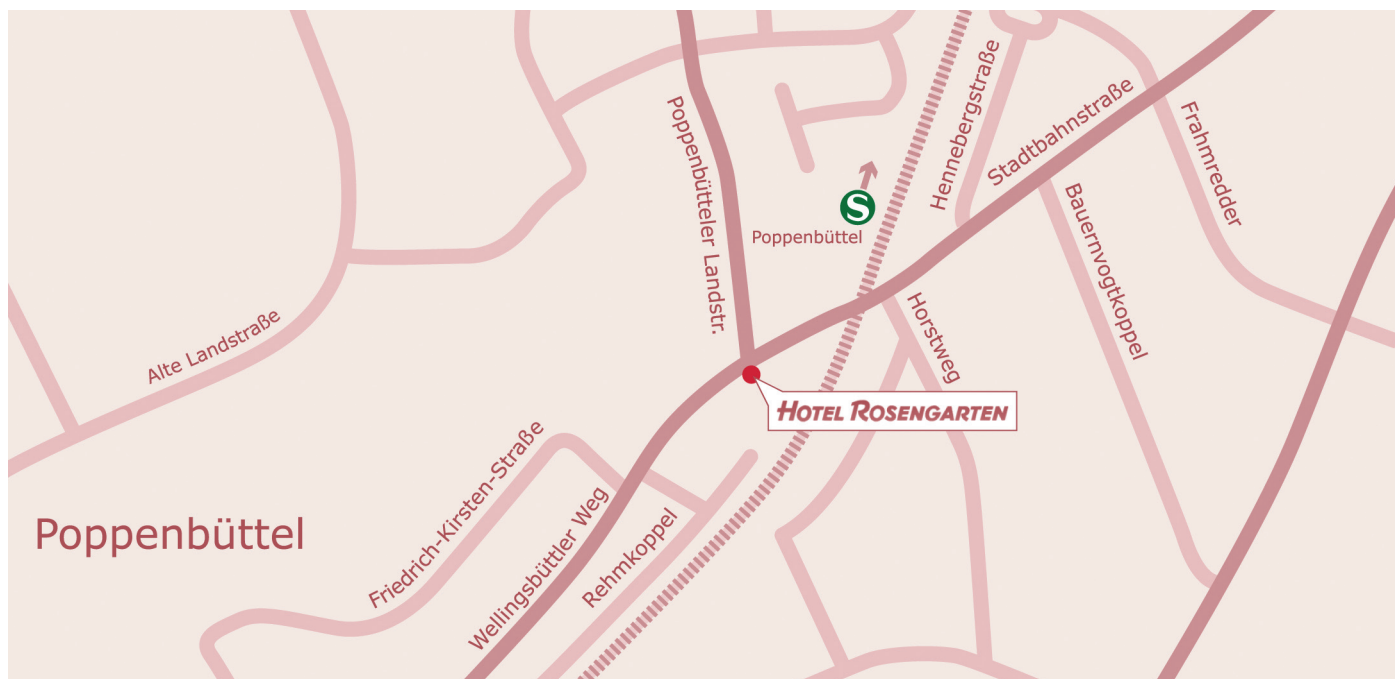 Poppenbütteler Landstr.
Hennebergstraße
Stadtbahnstraße
Frahmredder
S
Poppenbüttel
Bauernvogtkoppel
Horstweg
Alte Landstraße
HOTEL ROSENGARTEN
Friedrich-Kirsten-Straße
Wellingsbüttler Weg
Rehmkoppel
Poppenbüttel